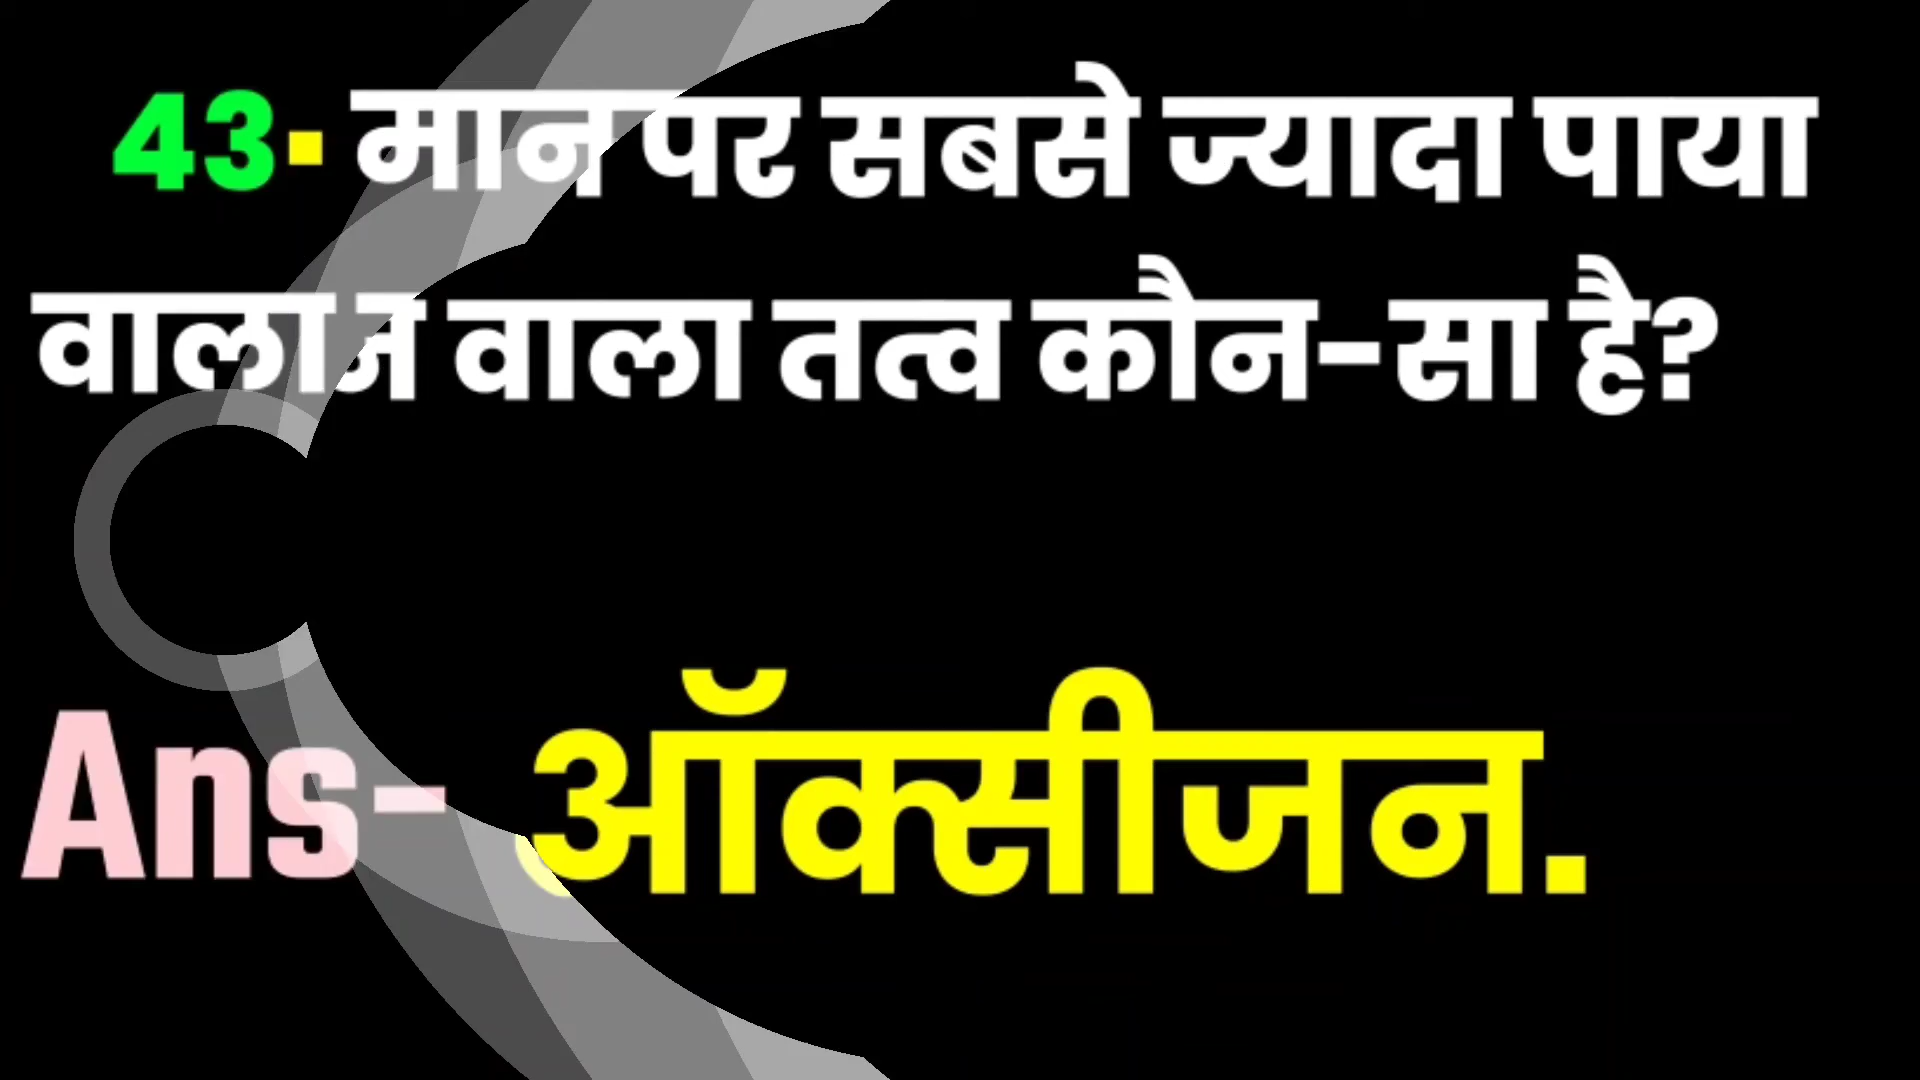 43. मान पर सबसे ज्यादा पाया
वाला वाला तत्व कौन-सा है?
Ans- ऑक्सीजन.